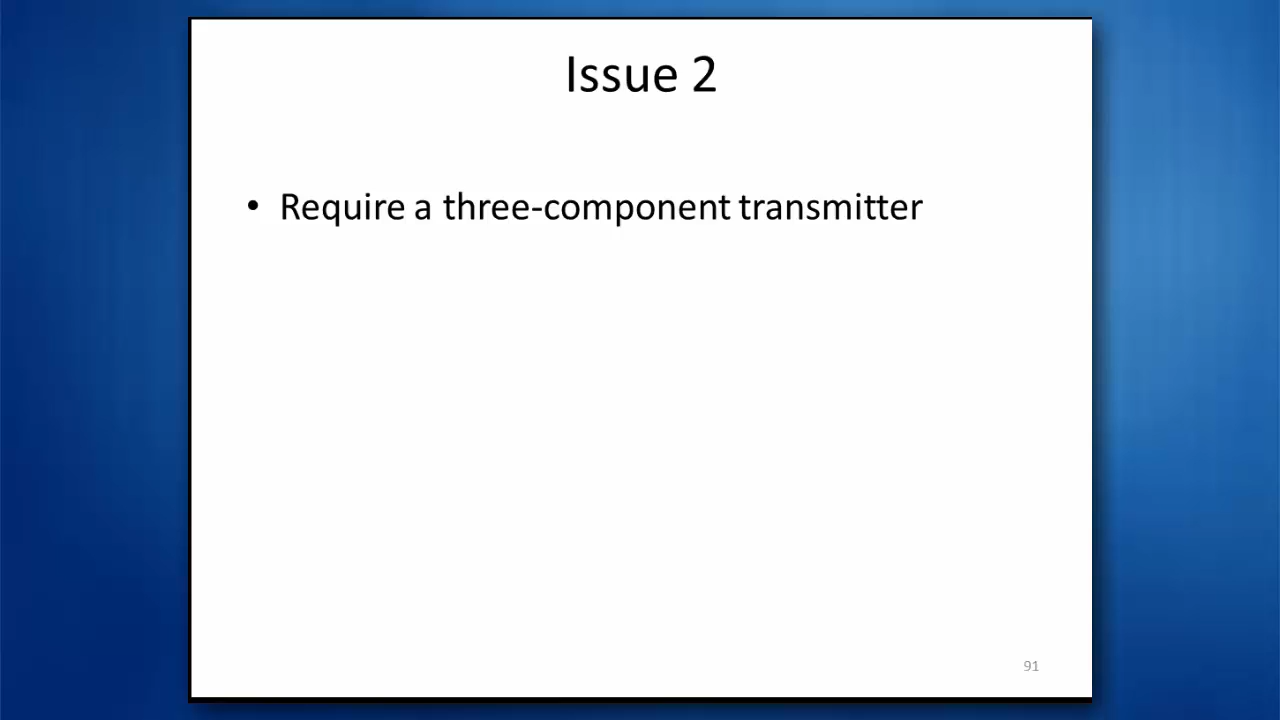 Issue 2
• Require a three-component transmitter
91